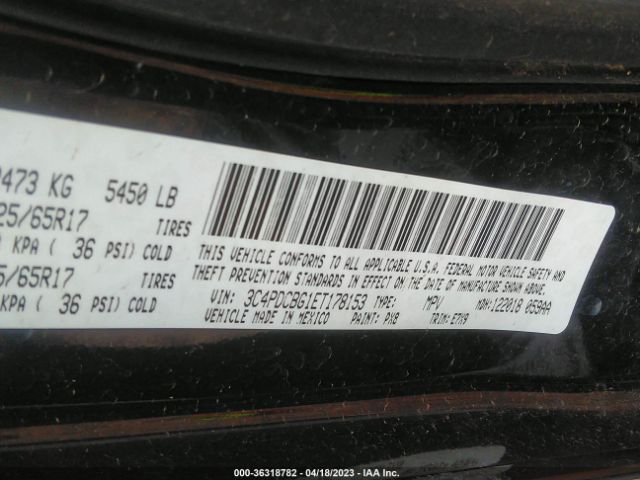 473 KG 5450 LB
25/65R17 TIRES
KPA ( 36 PSI) COLD
5/65R17 TIRES
KPA ( 36 PSI) COLD
THIS VEHICLE CONFORMS TO ALL APPLICABLE U.S.A. FEDERAL MOTOR VEHICLE SAFETY AND
THEFT PREVENTION STANDARDS IN EFFECT ON THE DATE OF MANUFACTURE SHOWN ABOVE.
VIN: 3C4PDCBG1ET178153 TYPE: MPV MDH: 122018 059AA
VEHICLE MADE IN MEXICO PAINT: PX8 TRIM: E7X9
000-36318782 / 04/18/2023 / IAA Inc.